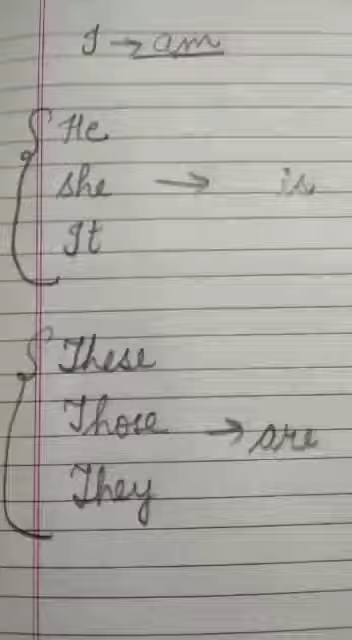 I → am
He
she → is
It
These
Those → are
They